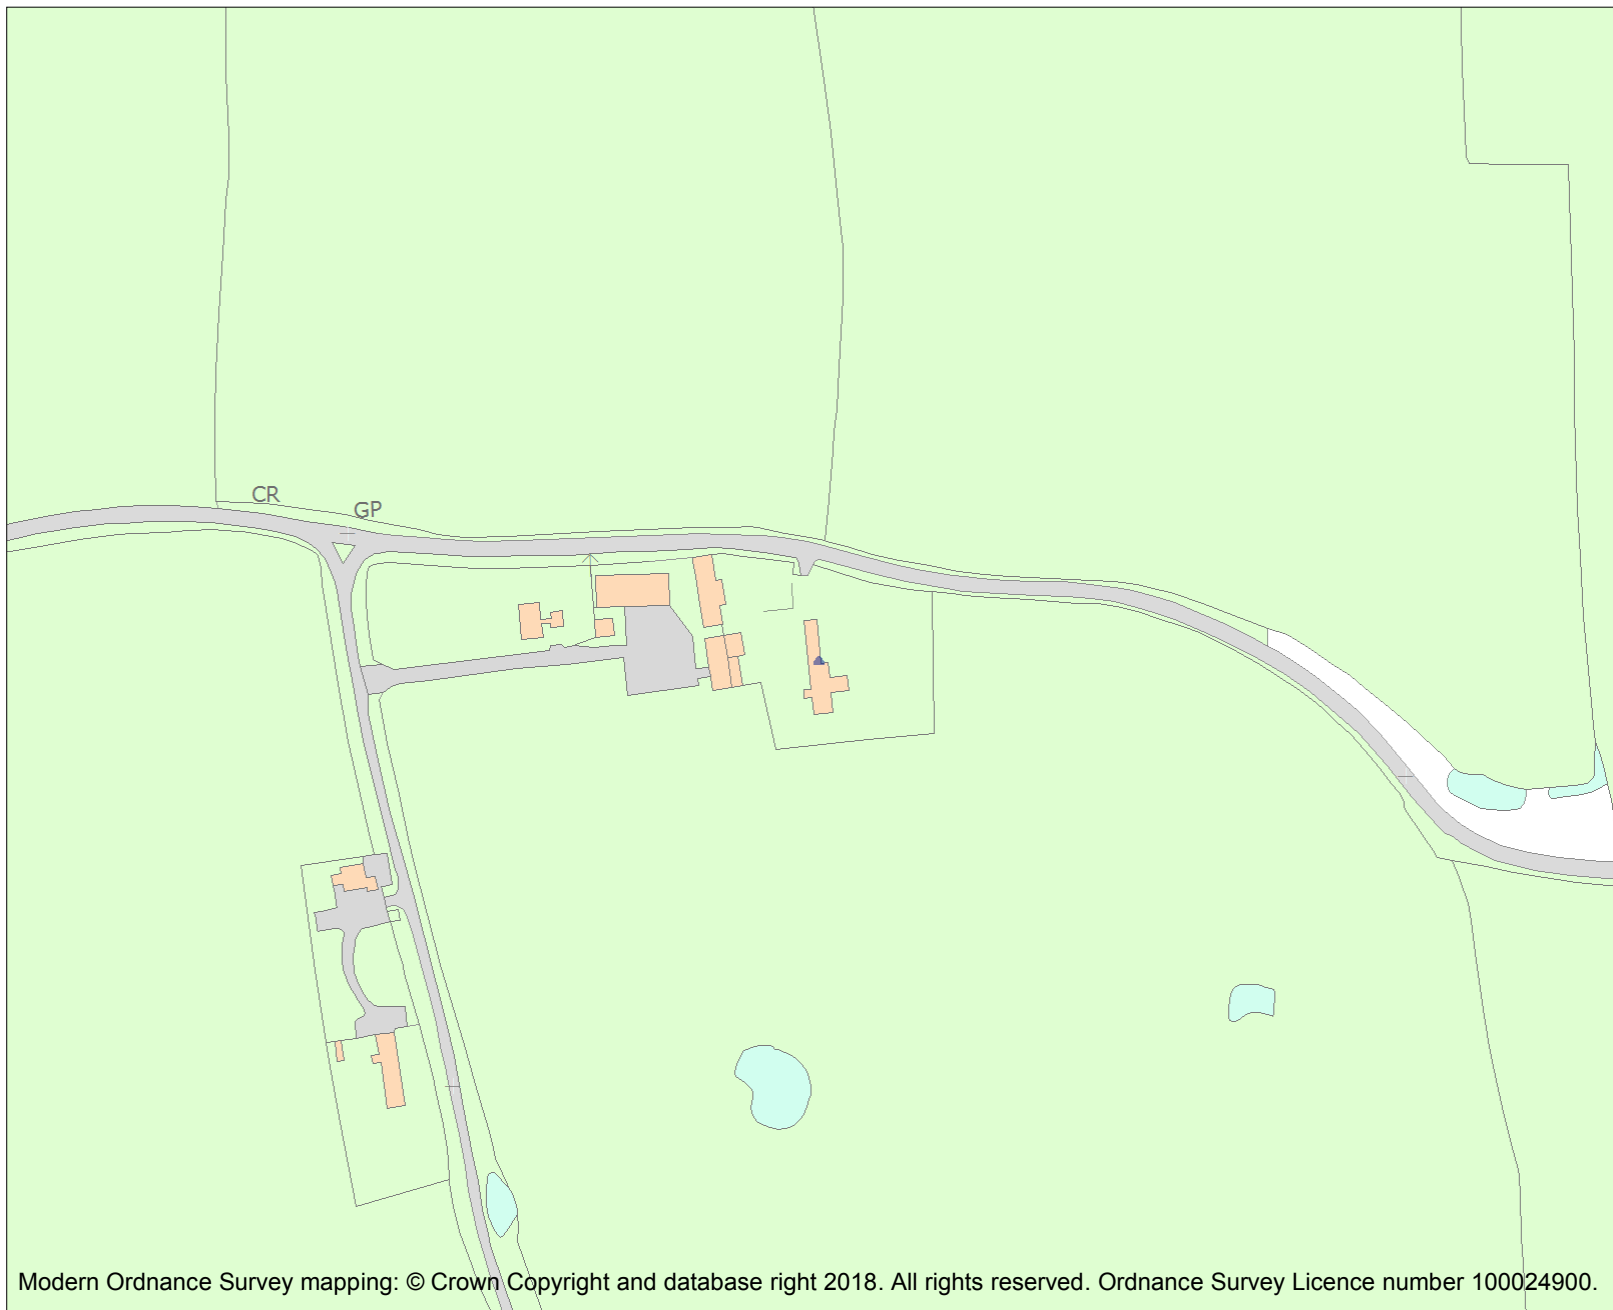 CR
GP
Modern Ordnance Survey mapping: © Crown Copyright and database right 2018. All rights reserved. Ordnance Survey Licence number 100024900.